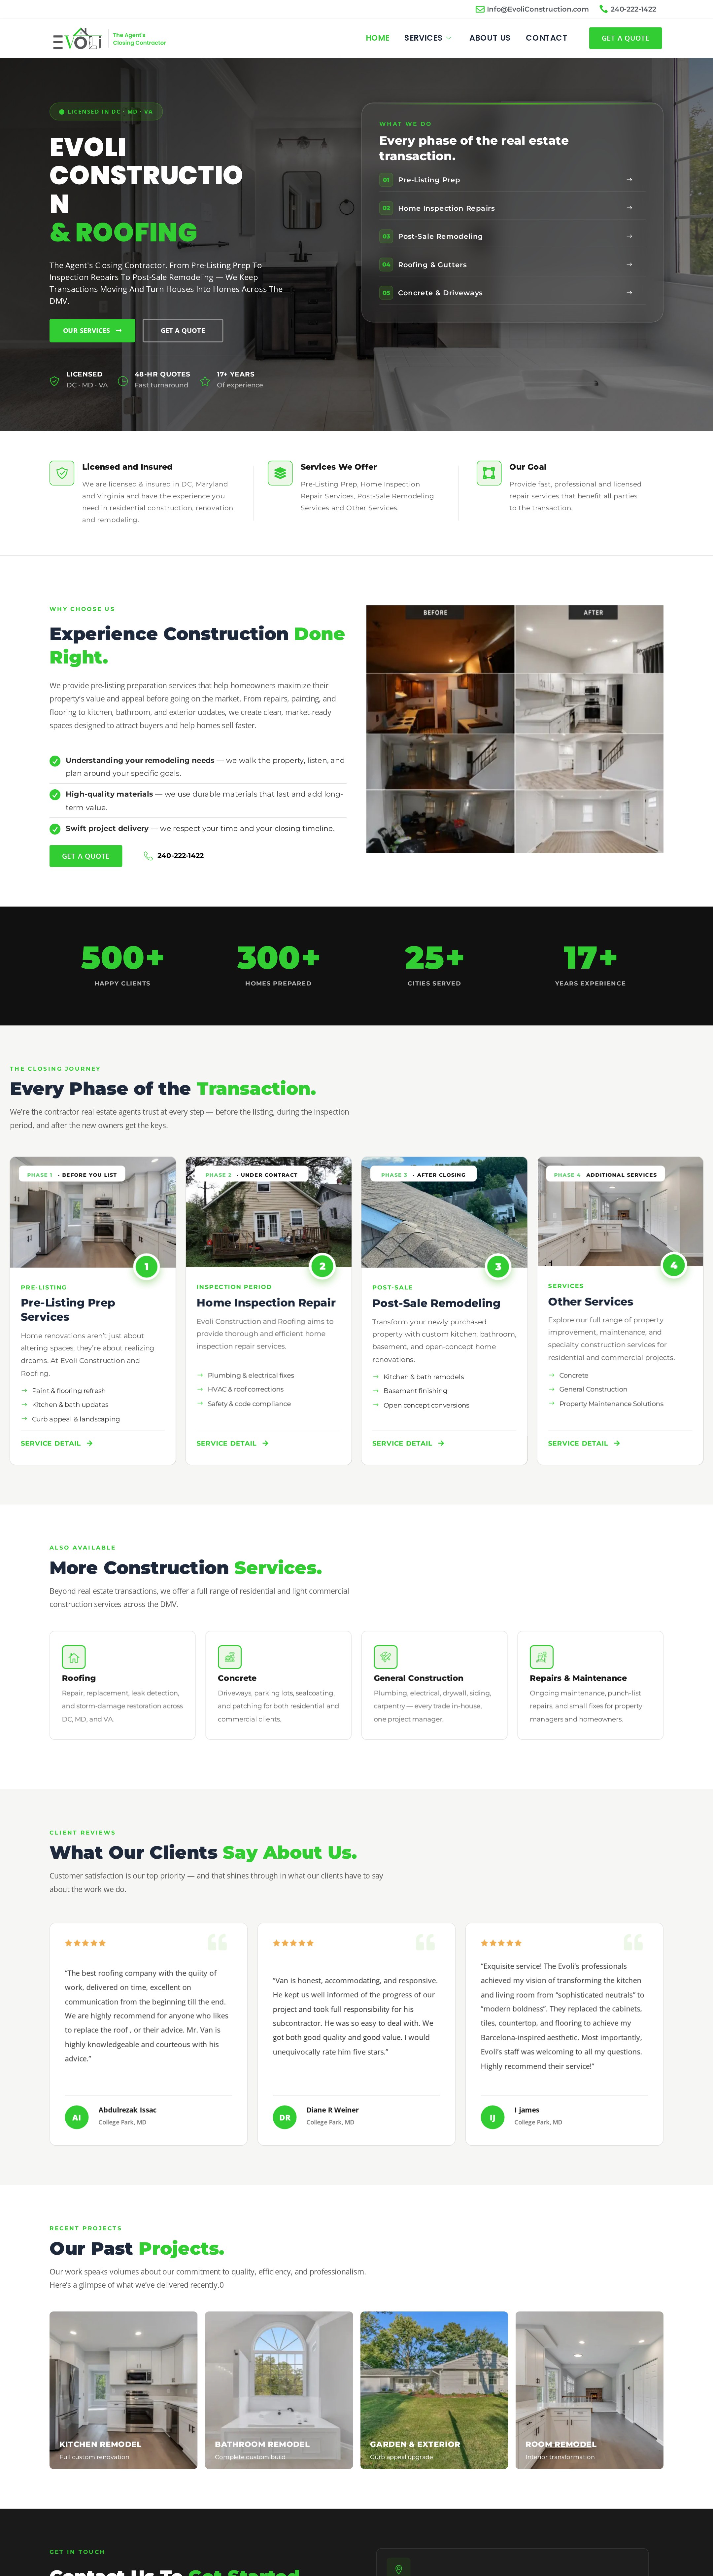 Info@EvoliConstruction.com
240-222-1422
EVOLI
The Agent's
Closing Contractor
HOME
SERVICES
ABOUT US
CONTACT
GET A QUOTE
LICENSED IN DC · MD · VA
EVOLI
CONSTRUCTIO
N
& ROOFING
The Agent's Closing Contractor. From Pre-Listing Prep To
Inspection Repairs To Post-Sale Remodeling — We Keep
Transactions Moving And Turn Houses Into Homes Across The
DMV.
OUR SERVICES
GET A QUOTE
LICENSED
DC · MD · VA
48-HR QUOTES
Fast turnaround
17+ YEARS
Of experience
WHAT WE DO
Every phase of the real estate
transaction.
01 Pre-Listing Prep
02 Home Inspection Repairs
03 Post-Sale Remodeling
04 Roofing & Gutters
05 Concrete & Driveways
Licensed and Insured
We are licensed & insured in DC, Maryland
and Virginia and have the experience you
need in residential construction, renovation
and remodeling.
Services We Offer
Pre-Listing Prep, Home Inspection
Repair Services, Post-Sale Remodeling
Services and Other Services.
Our Goal
Provide fast, professional and licensed
repair services that benefit all parties
to the transaction.
WHY CHOOSE US
Experience Construction Done
Right.
We provide pre-listing preparation services that help homeowners maximize their
property's value and appeal before going on the market. From repairs, painting, and
flooring to kitchen, bathroom, and exterior updates, we create clean, market-ready
spaces designed to attract buyers and help homes sell faster.
Understanding your remodeling needs — we walk the property, listen, and
plan around your specific goals.
High-quality materials — we use durable materials that last and add long-
term value.
Swift project delivery — we respect your time and your closing timeline.
GET A QUOTE
240-222-1422
BEFORE
AFTER
500+
HAPPY CLIENTS
300+
HOMES PREPARED
25+
CITIES SERVED
17+
YEARS EXPERIENCE
THE CLOSING JOURNEY
Every Phase of the Transaction.
We're the contractor real estate agents trust at every step — before the listing, during the inspection
period, and after the new owners get the keys.
PHASE 1 · BEFORE YOU LIST
1
PRE-LISTING
Pre-Listing Prep
Services
Home renovations aren't just about
altering spaces, they're about realizing
dreams. At Evoli Construction and
Roofing.
Paint & flooring refresh
Kitchen & bath updates
Curb appeal & landscaping
SERVICE DETAIL
PHASE 2 · UNDER CONTRACT
2
INSPECTION PERIOD
Home Inspection Repair
Evoli Construction and Roofing aims to
provide thorough and efficient home
inspection repair services.
Plumbing & electrical fixes
HVAC & roof corrections
Safety & code compliance
SERVICE DETAIL
PHASE 3 · AFTER CLOSING
3
POST-SALE
Post-Sale Remodeling
Transform your newly purchased
property with custom kitchen, bathroom,
basement, and open-concept home
renovations.
Kitchen & bath remodels
Basement finishing
Open concept conversions
SERVICE DETAIL
PHASE 4 ADDITIONAL SERVICES
4
SERVICES
Other Services
Explore our full range of property
improvement, maintenance, and
specialty construction services for
residential and commercial projects.
Concrete
General Construction
Property Maintenance Solutions
SERVICE DETAIL
ALSO AVAILABLE
More Construction Services.
Beyond real estate transactions, we offer a full range of residential and light commercial
construction services across the DMV.
Roofing
Repair, replacement, leak detection,
and storm-damage restoration across
DC, MD, and VA.
Concrete
Driveways, parking lots, sealcoating,
and patching for both residential and
commercial clients.
General Construction
Plumbing, electrical, drywall, siding,
carpentry — every trade in-house,
one project manager.
Repairs & Maintenance
Ongoing maintenance, punch-list
repairs, and small fixes for property
managers and homeowners.
CLIENT REVIEWS
What Our Clients Say About Us.
Customer satisfaction is our top priority — and that shines through in what our clients have to say
about the work we do.
"The best roofing company with the quiity of
work, delivered on time, excellent on
communication from the beginning till the end.
We are highly recommend for anyone who likes
to replace the roof , or their advice. Mr. Van is
highly knowledgeable and courteous with his
advice."
AI
Abdulrezak Issac
College Park, MD
"Van is honest, accommodating, and responsive.
He kept us well informed of the progress of our
project and took full responsibility for his
subcontractor. He was so easy to deal with. We
got both good quality and good value. I would
unequivocally rate him five stars."
DR
Diane R Weiner
College Park, MD
"Exquisite service! The Evoli's professionals
achieved my vision of transforming the kitchen
and living room from "sophisticated neutrals" to
"modern boldness". They replaced the cabinets,
tiles, countertop, and flooring to achieve my
Barcelona-inspired aesthetic. Most importantly,
Evoli's staff was welcoming to all my questions.
Highly recommend their service!"
IJ
I James
College Park, MD
RECENT PROJECTS
Our Past Projects.
Our work speaks volumes about our commitment to quality, efficiency, and professionalism.
Here's a glimpse of what we've delivered recently.0
KITCHEN REMODEL
Full custom renovation
BATHROOM REMODEL
Complete custom build
GARDEN & EXTERIOR
Curb appeal upgrade
ROOM REMODEL
Interior transformation
GET IN TOUCH
Contact Us To Get Started